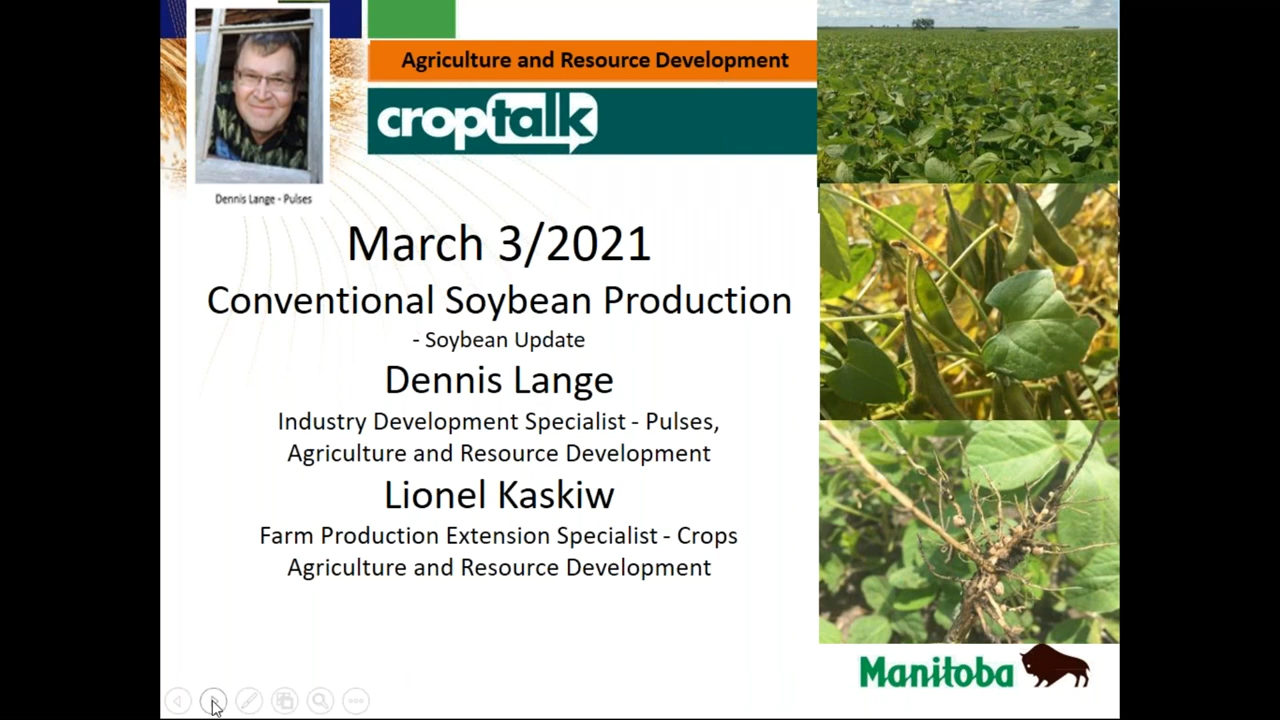 Agriculture and Resource Development
croptalk
Dennis Lange - Pulses
March 3/2021
Conventional Soybean Production
- Soybean Update
Dennis Lange
Industry Development Specialist - Pulses,
Agriculture and Resource Development
Lionel Kaskiw
Farm Production Extension Specialist - Crops
Agriculture and Resource Development
Manitoba